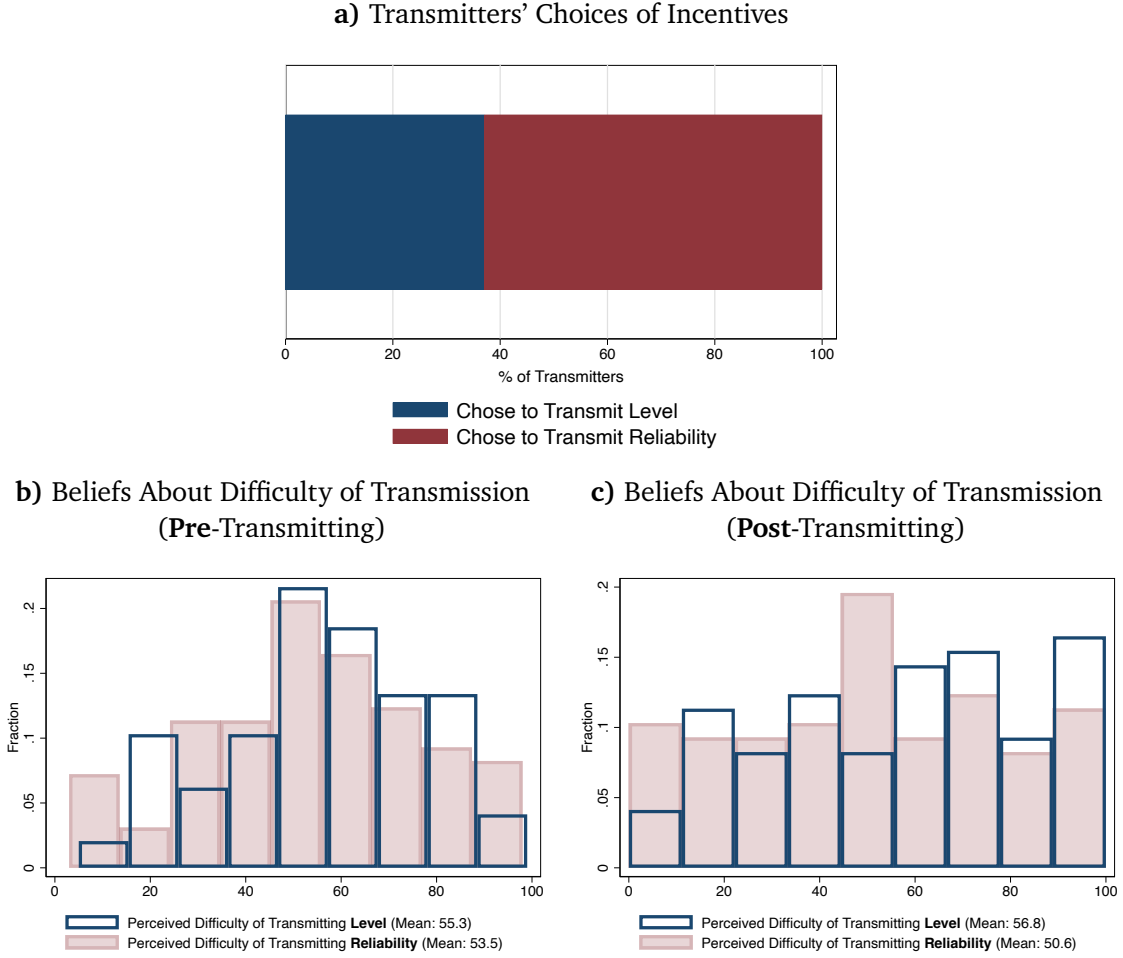 a) Transmitters' Choices of Incentives
0 20 40 60 80 100
% of Transmitters
Chose to Transmit Level
Chose to Transmit Reliability
b) Beliefs About Difficulty of Transmission
(Pre-Transmitting)
Fraction
0 .05 .1 .15 .2
0 20 40 60 80 100
Perceived Difficulty of Transmitting Level (Mean: 55.3)
Perceived Difficulty of Transmitting Reliability (Mean: 53.5)
c) Beliefs About Difficulty of Transmission
(Post-Transmitting)
Fraction
0 .05 .1 .15 .2
0 20 40 60 80 100
Perceived Difficulty of Transmitting Level (Mean: 56.8)
Perceived Difficulty of Transmitting Reliability (Mean: 50.6)